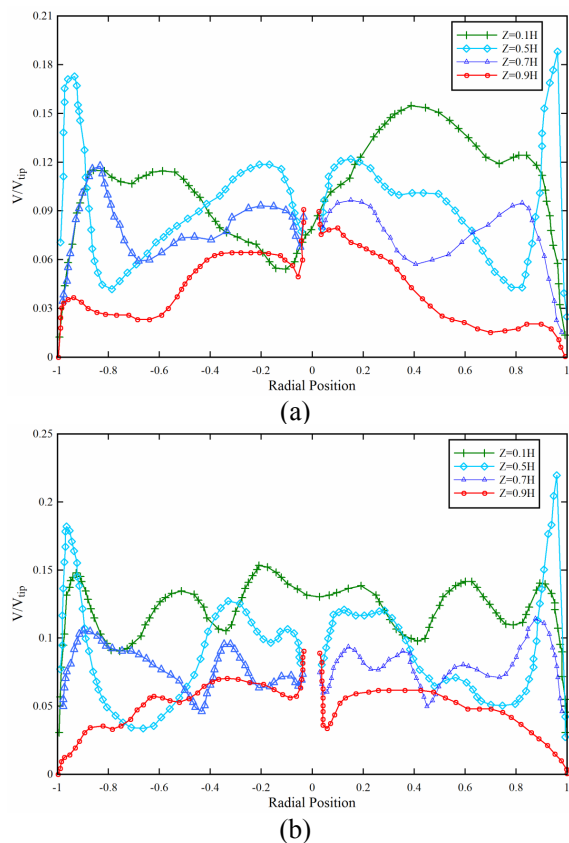 0.21
0.18
0.15
0.12
0.09
0.06
0.03
0
V/Vtip
Z=0.1H
Z=0.5H
Z=0.7H
Z=0.9H
-1 -0.8 -0.6 -0.4 -0.2 0 0.2 0.4 0.6 0.8 1
Radial Position
(a)
0.25
0.2
0.15
0.1
0.05
0
V/Vtip
Z=0.1H
Z=0.5H
Z=0.7H
Z=0.9H
-1 -0.8 -0.6 -0.4 -0.2 0 0.2 0.4 0.6 0.8 1
Radial Position
(b)